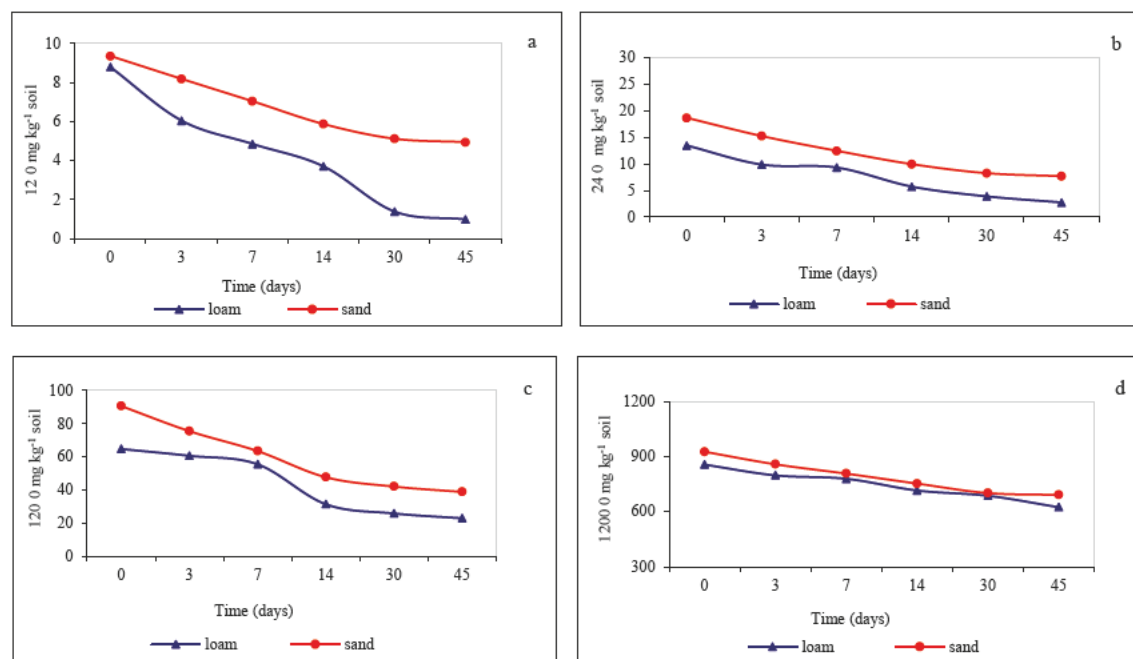 a
10
8
6
4
2
0
12 0 mg kg⁻¹ soil
0 3 7 14 30 45
Time (days)
loam sand
b
30
25
20
15
10
5
0
24 0 mg kg⁻¹ soil
0 3 7 14 30 45
Time (days)
loam sand
c
100
80
60
40
20
0
120 0 mg kg⁻¹ soil
0 3 7 14 30 45
Time (days)
loam sand
d
1200
900
600
300
1200 0 mg kg⁻¹ soil
0 3 7 14 30 45
Time (days)
loam sand